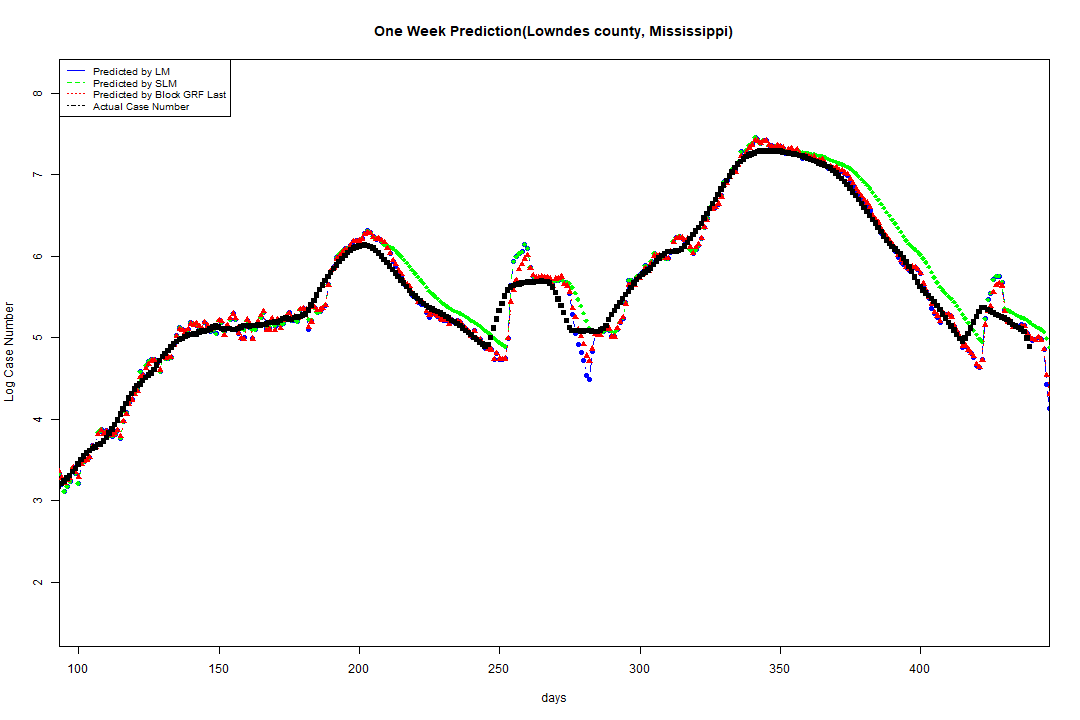 One Week Prediction(Lowndes county, Mississippi)
Predicted by LM
Predicted by SLM
Predicted by Block GRF Last
Actual Case Number
8
7
6
5
4
3
2
Log Case Number
100 150 200 250 300 350 400
days